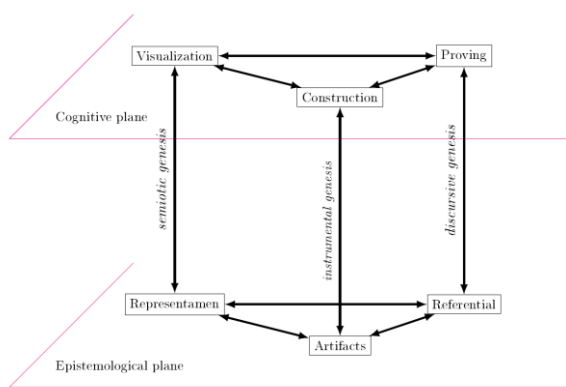 Visualization
Proving
Construction
Cognitive plane
semiotic genesis
instrumental genesis
discursive genesis
Representamen
Referential
Artifacts
Epistemological plane